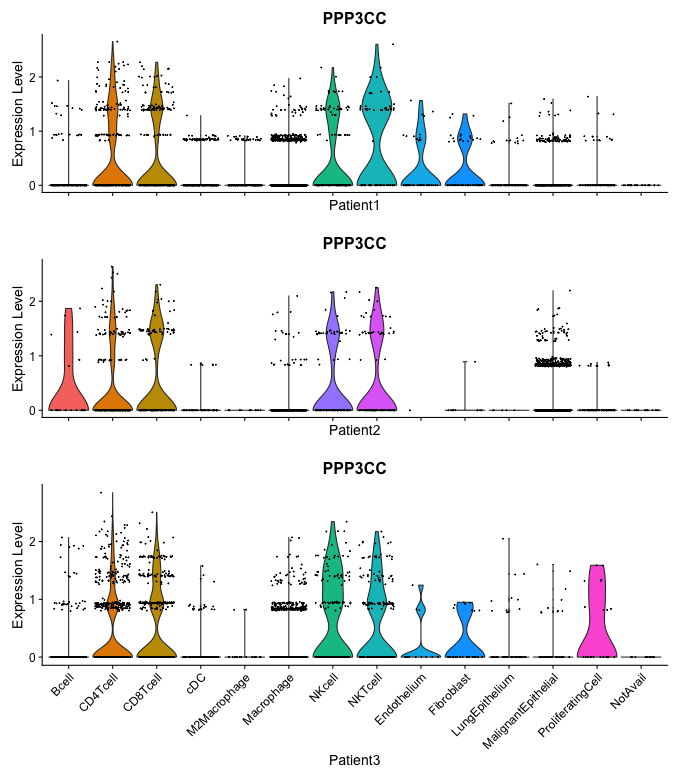 PPP3CC
Expression Level
2
1
0
Patient1
PPP3CC
Expression Level
2
1
0
Patient2
PPP3CC
Expression Level
2
1
0
Bcell
CD4Tcell
CD8Tcell
cDC
M2Macrophage
Macrophage
NKcell
NKTcell
Endothelium
Fibroblast
LungEpithelium
MalignantEpithelial
ProliferatingCell
NotAvail
Patient3